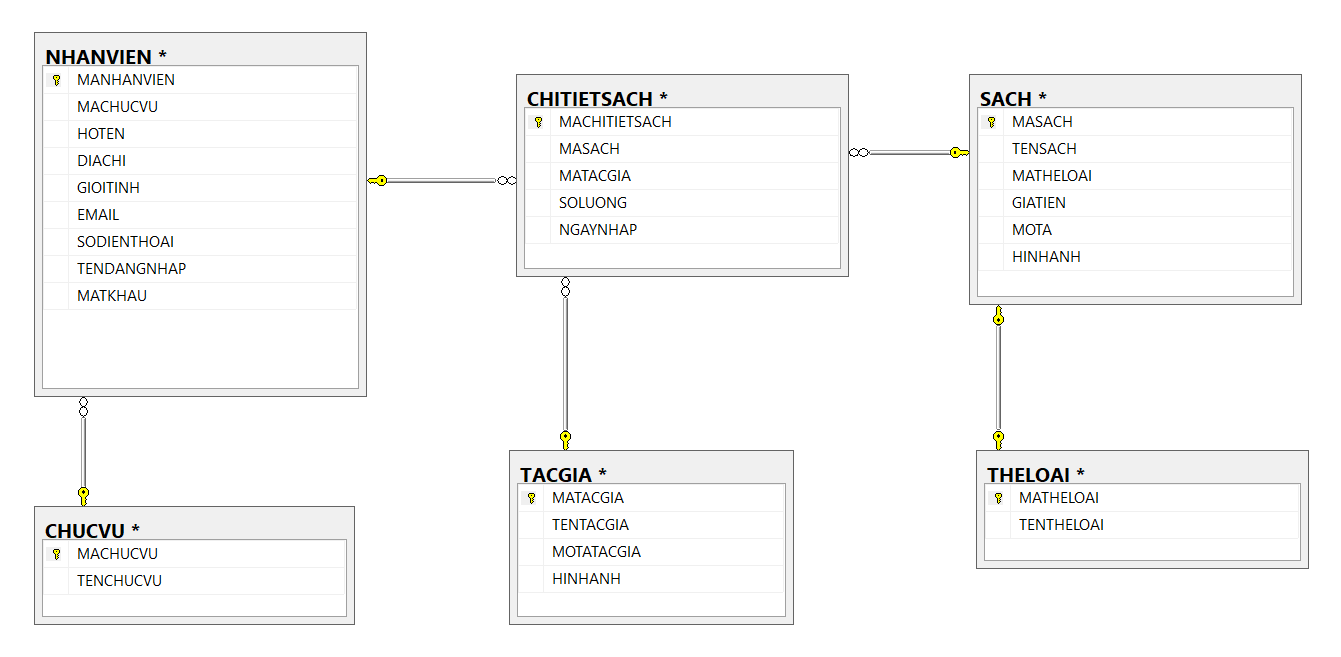 NHANVIEN *
MANHANVIEN
MACHUCVU
HOTEN
DIACHI
GIOITINH
EMAIL
SODIENTHOAI
TENDANGNHAP
MATKHAU
CHITIETSACH *
MACHITIETSACH
MASACH
MATACGIA
SOLUONG
NGAYNHAP
SACH *
MASACH
TENSACH
MATHELOAI
GIATIEN
MOTA
HINHANH
CHUCVU *
MACHUCVU
TENCHUCVU
TACGIA *
MATACGIA
TENTACGIA
MOTATACGIA
HINHANH
THELOAI *
MATHELOAI
TENTHELOAI